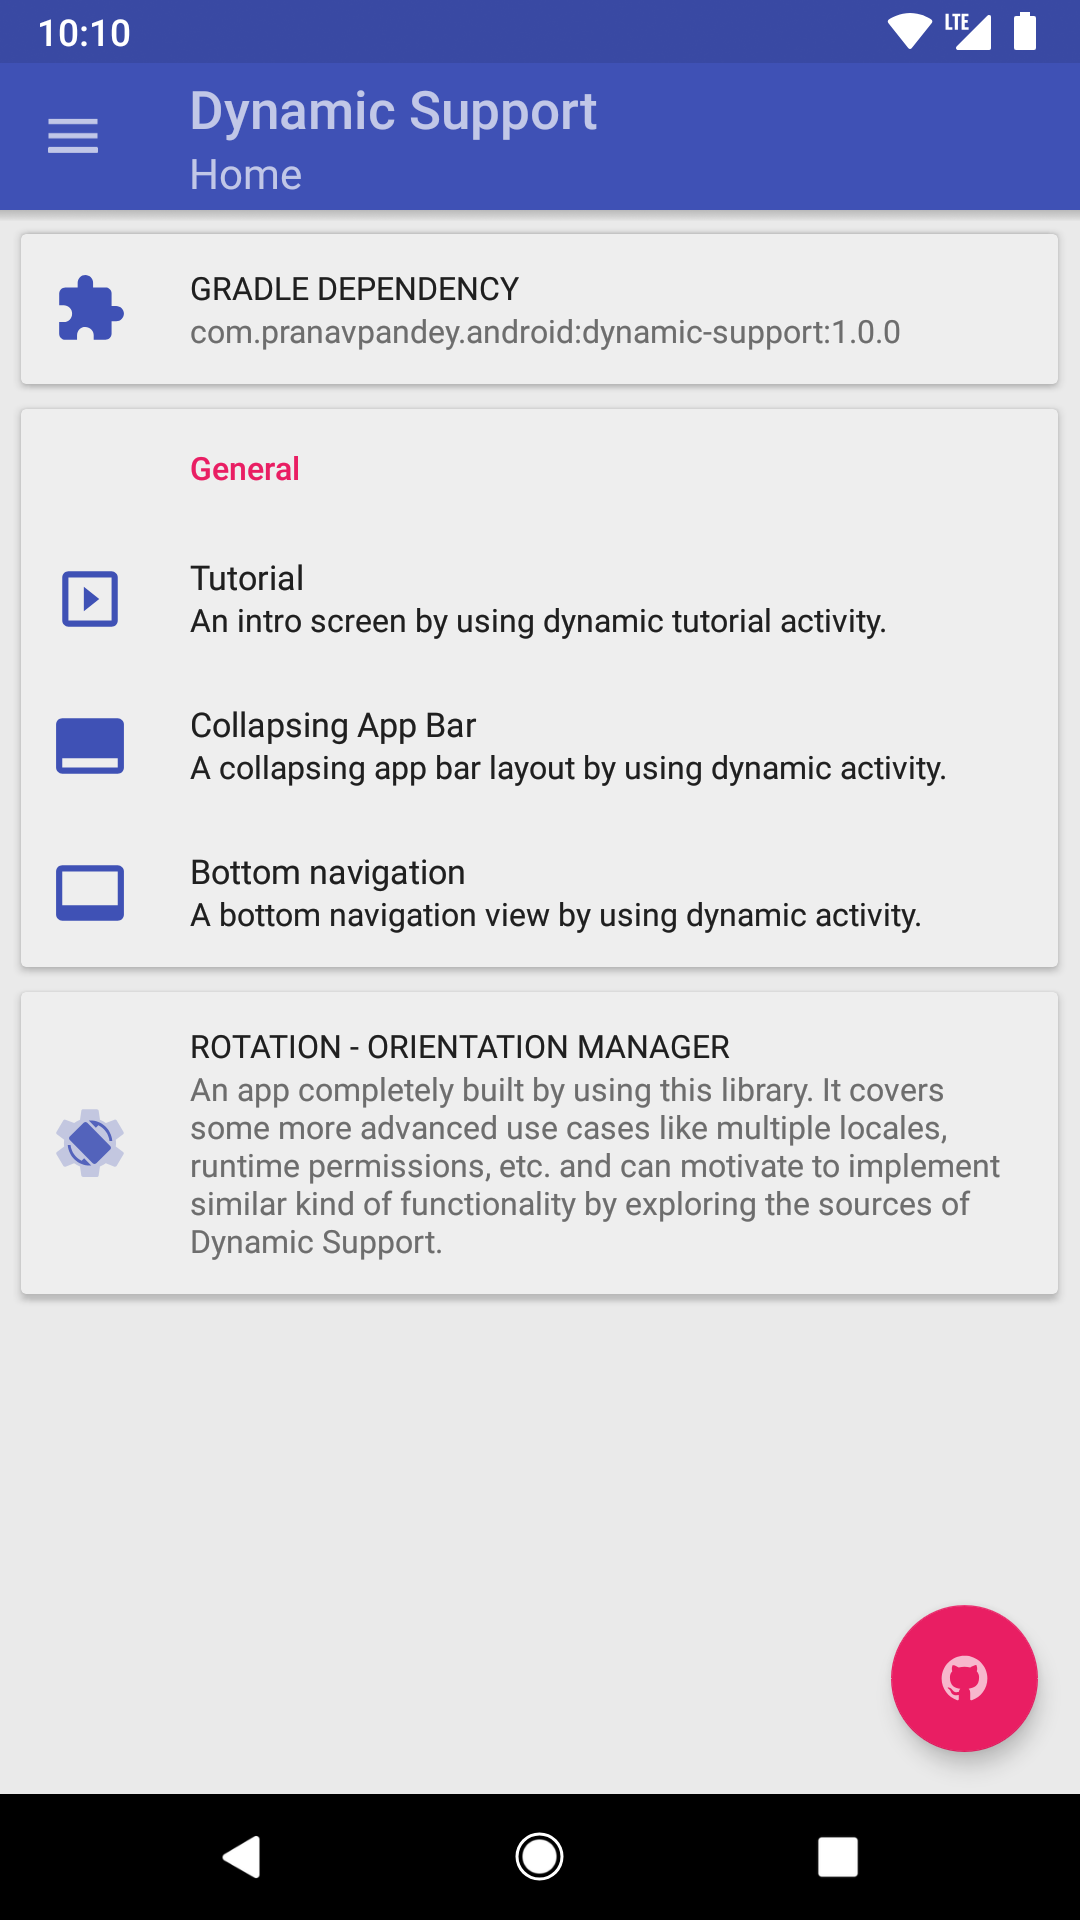 10:10
LTE
Dynamic Support
Home
GRADLE DEPENDENCY
com.pranavpandey.android:dynamic-support:1.0.0
General
Tutorial
An intro screen by using dynamic tutorial activity.
Collapsing App Bar
A collapsing app bar layout by using dynamic activity.
Bottom navigation
A bottom navigation view by using dynamic activity.
ROTATION - ORIENTATION MANAGER
An app completely built by using this library. It covers
some more advanced use cases like multiple locales,
runtime permissions, etc. and can motivate to implement
similar kind of functionality by exploring the sources of
Dynamic Support.